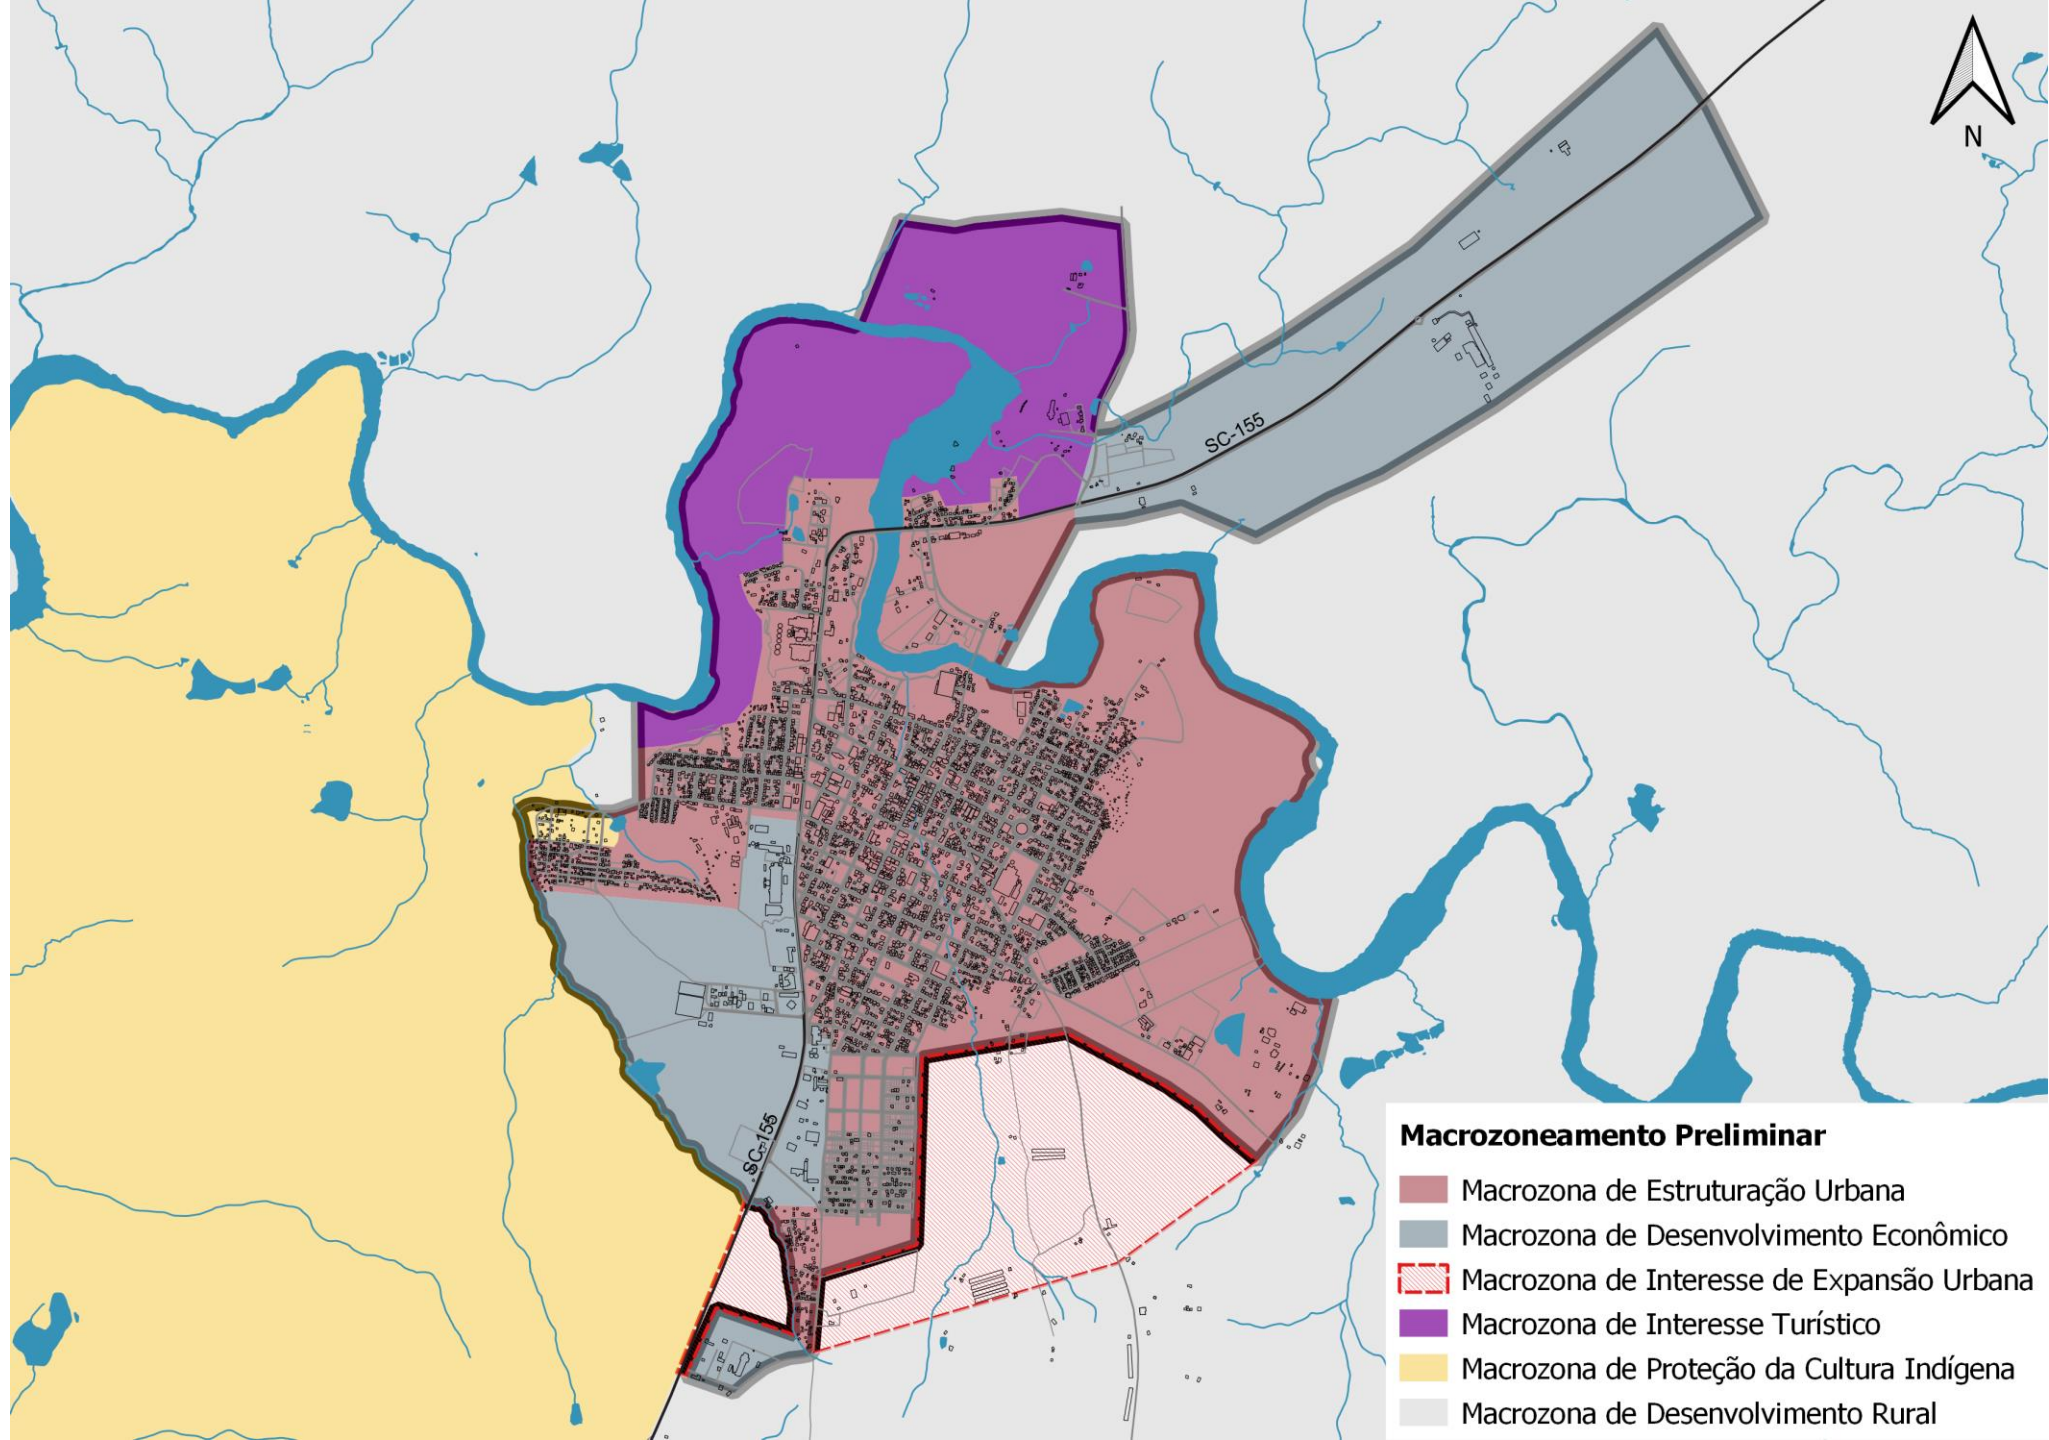 N
SC-155
SC-155
Macrozoneamento Preliminar
Macrozona de Estruturação Urbana
Macrozona de Desenvolvimento Econômico
Macrozona de Interesse de Expansão Urbana
Macrozona de Interesse Turístico
Macrozona de Proteção da Cultura Indígena
Macrozona de Desenvolvimento Rural